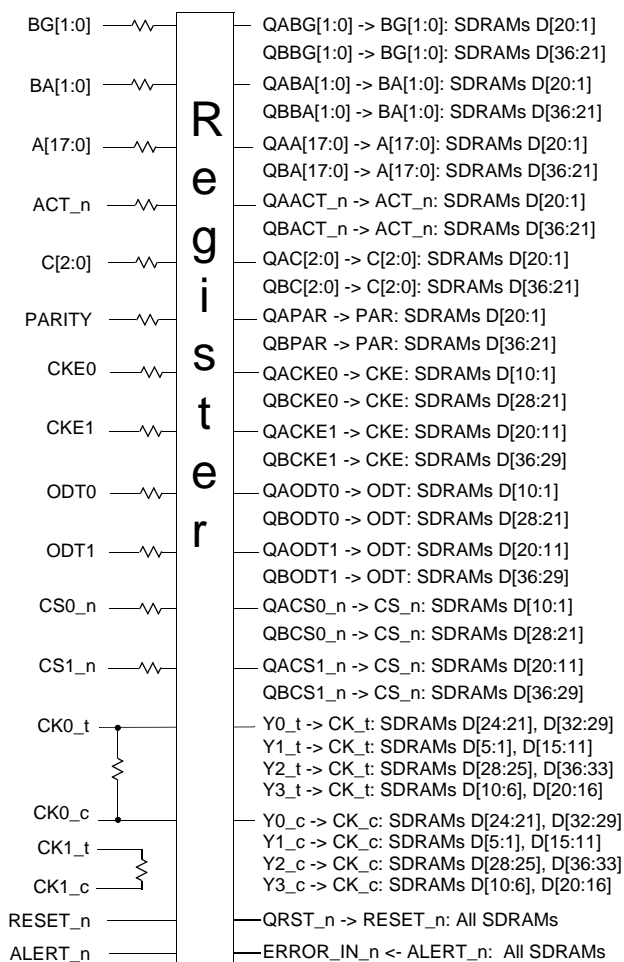 BG[1:0]
QABG[1:0] -> BG[1:0]: SDRAMs D[20:1]
QBBG[1:0] -> BG[1:0]: SDRAMs D[36:21]
BA[1:0]
QABA[1:0] -> BA[1:0]: SDRAMs D[20:1]
QBBA[1:0] -> BA[1:0]: SDRAMs D[36:21]
A[17:0]
QAA[17:0] -> A[17:0]: SDRAMs D[20:1]
QBA[17:0] -> A[17:0]: SDRAMs D[36:21]
ACT_n
QAACT_n -> ACT_n: SDRAMs D[20:1]
QBACT_n -> ACT_n: SDRAMs D[36:21]
C[2:0]
QAC[2:0] -> C[2:0]: SDRAMs D[20:1]
QBC[2:0] -> C[2:0]: SDRAMs D[36:21]
PARITY
QAPAR -> PAR: SDRAMs D[20:1]
QBPAR -> PAR: SDRAMs D[36:21]
CKE0
QACKE0 -> CKE: SDRAMs D[10:1]
QBCKE0 -> CKE: SDRAMs D[28:21]
CKE1
QACKE1 -> CKE: SDRAMs D[20:11]
QBCKE1 -> CKE: SDRAMs D[36:29]
ODT0
QAODT0 -> ODT: SDRAMs D[10:1]
QBODT0 -> ODT: SDRAMs D[28:21]
ODT1
QAODT1 -> ODT: SDRAMs D[20:11]
QBODT1 -> ODT: SDRAMs D[36:29]
CS0_n
QACS0_n -> CS_n: SDRAMs D[10:1]
QBCS0_n -> CS_n: SDRAMs D[28:21]
CS1_n
QACS1_n -> CS_n: SDRAMs D[20:11]
QBCS1_n -> CS_n: SDRAMs D[36:29]
CK0_t
Y0_t -> CK_t: SDRAMs D[24:21], D[32:29]
Y1_t -> CK_t: SDRAMs D[5:1], D[15:11]
Y2_t -> CK_t: SDRAMs D[28:25], D[36:33]
Y3_t -> CK_t: SDRAMs D[10:6], D[20:16]
CK0_c
Y0_c -> CK_c: SDRAMs D[24:21], D[32:29]
Y1_c -> CK_c: SDRAMs D[5:1], D[15:11]
Y2_c -> CK_c: SDRAMs D[28:25], D[36:33]
Y3_c -> CK_c: SDRAMs D[10:6], D[20:16]
CK1_t
CK1_c
RESET_n
QRST_n -> RESET_n: All SDRAMs
ALERT_n
ERROR_IN_n <- ALERT_n: All SDRAMs
Register